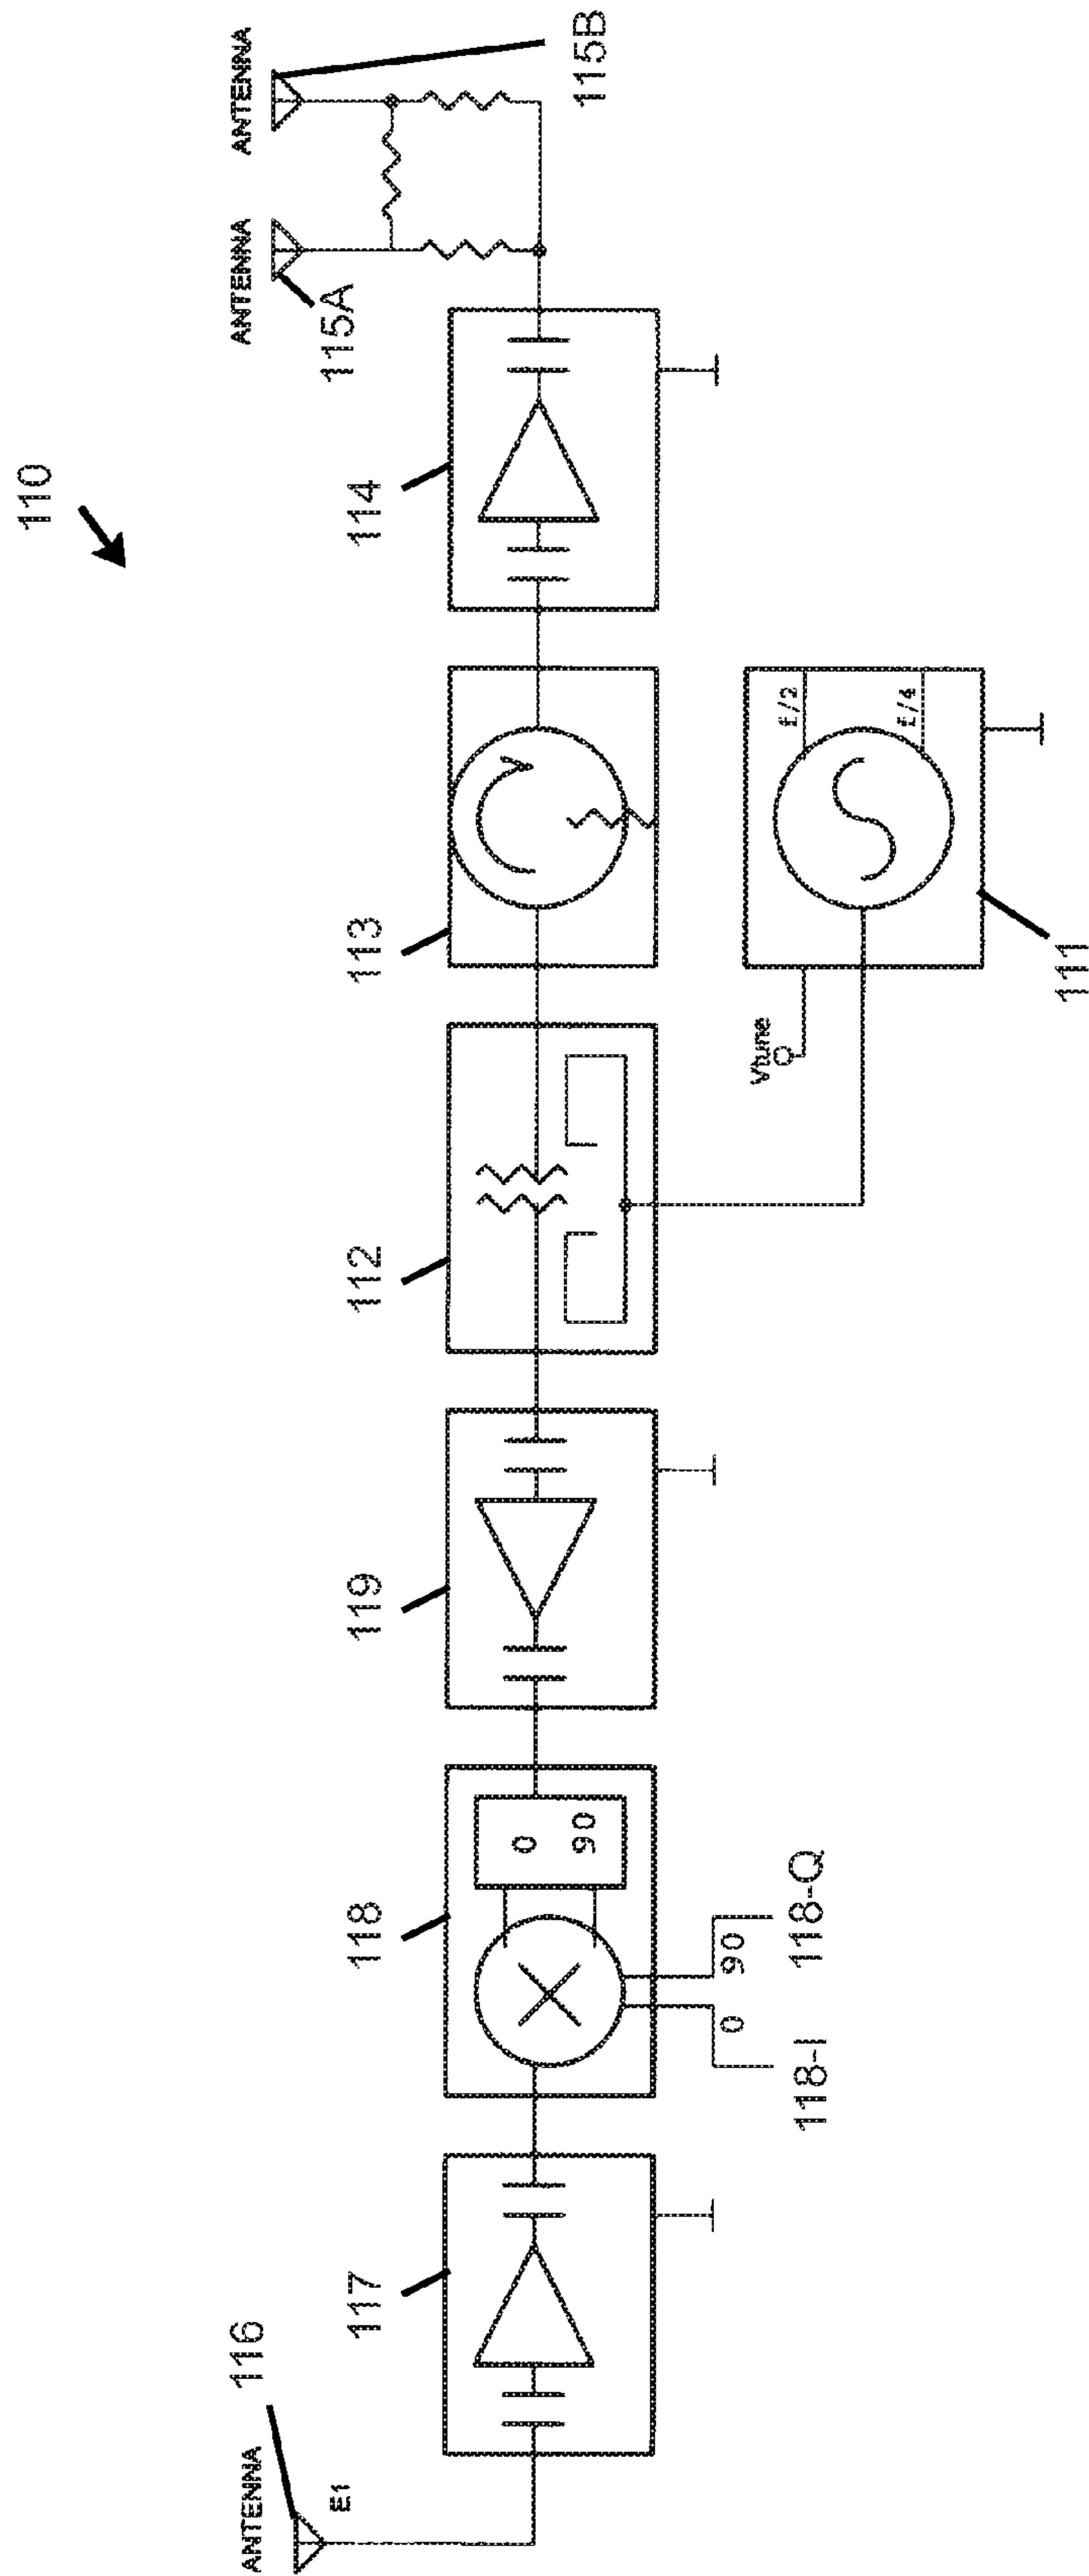 110
ANTENNA
116
E1
117
118
0
90
0
90
118-I
118-Q
119
112
113
114
ANTENNA
115A
ANTENNA
115B
Vtune
f/2
f/4
111